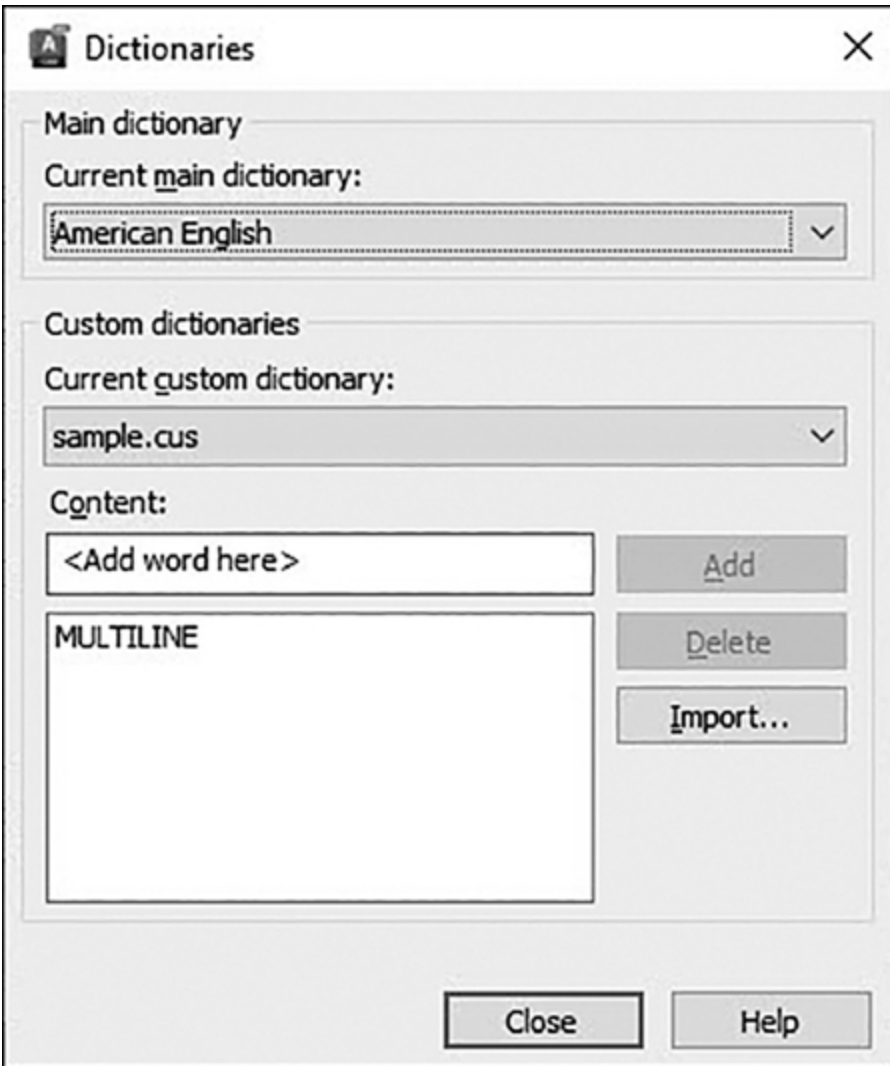 Dictionaries
Main dictionary
Current main dictionary:
American English
Custom dictionaries
Current custom dictionary:
sample.cus
Content:
<Add word here>
Add
MULTILINE
Delete
Import...
Close
Help